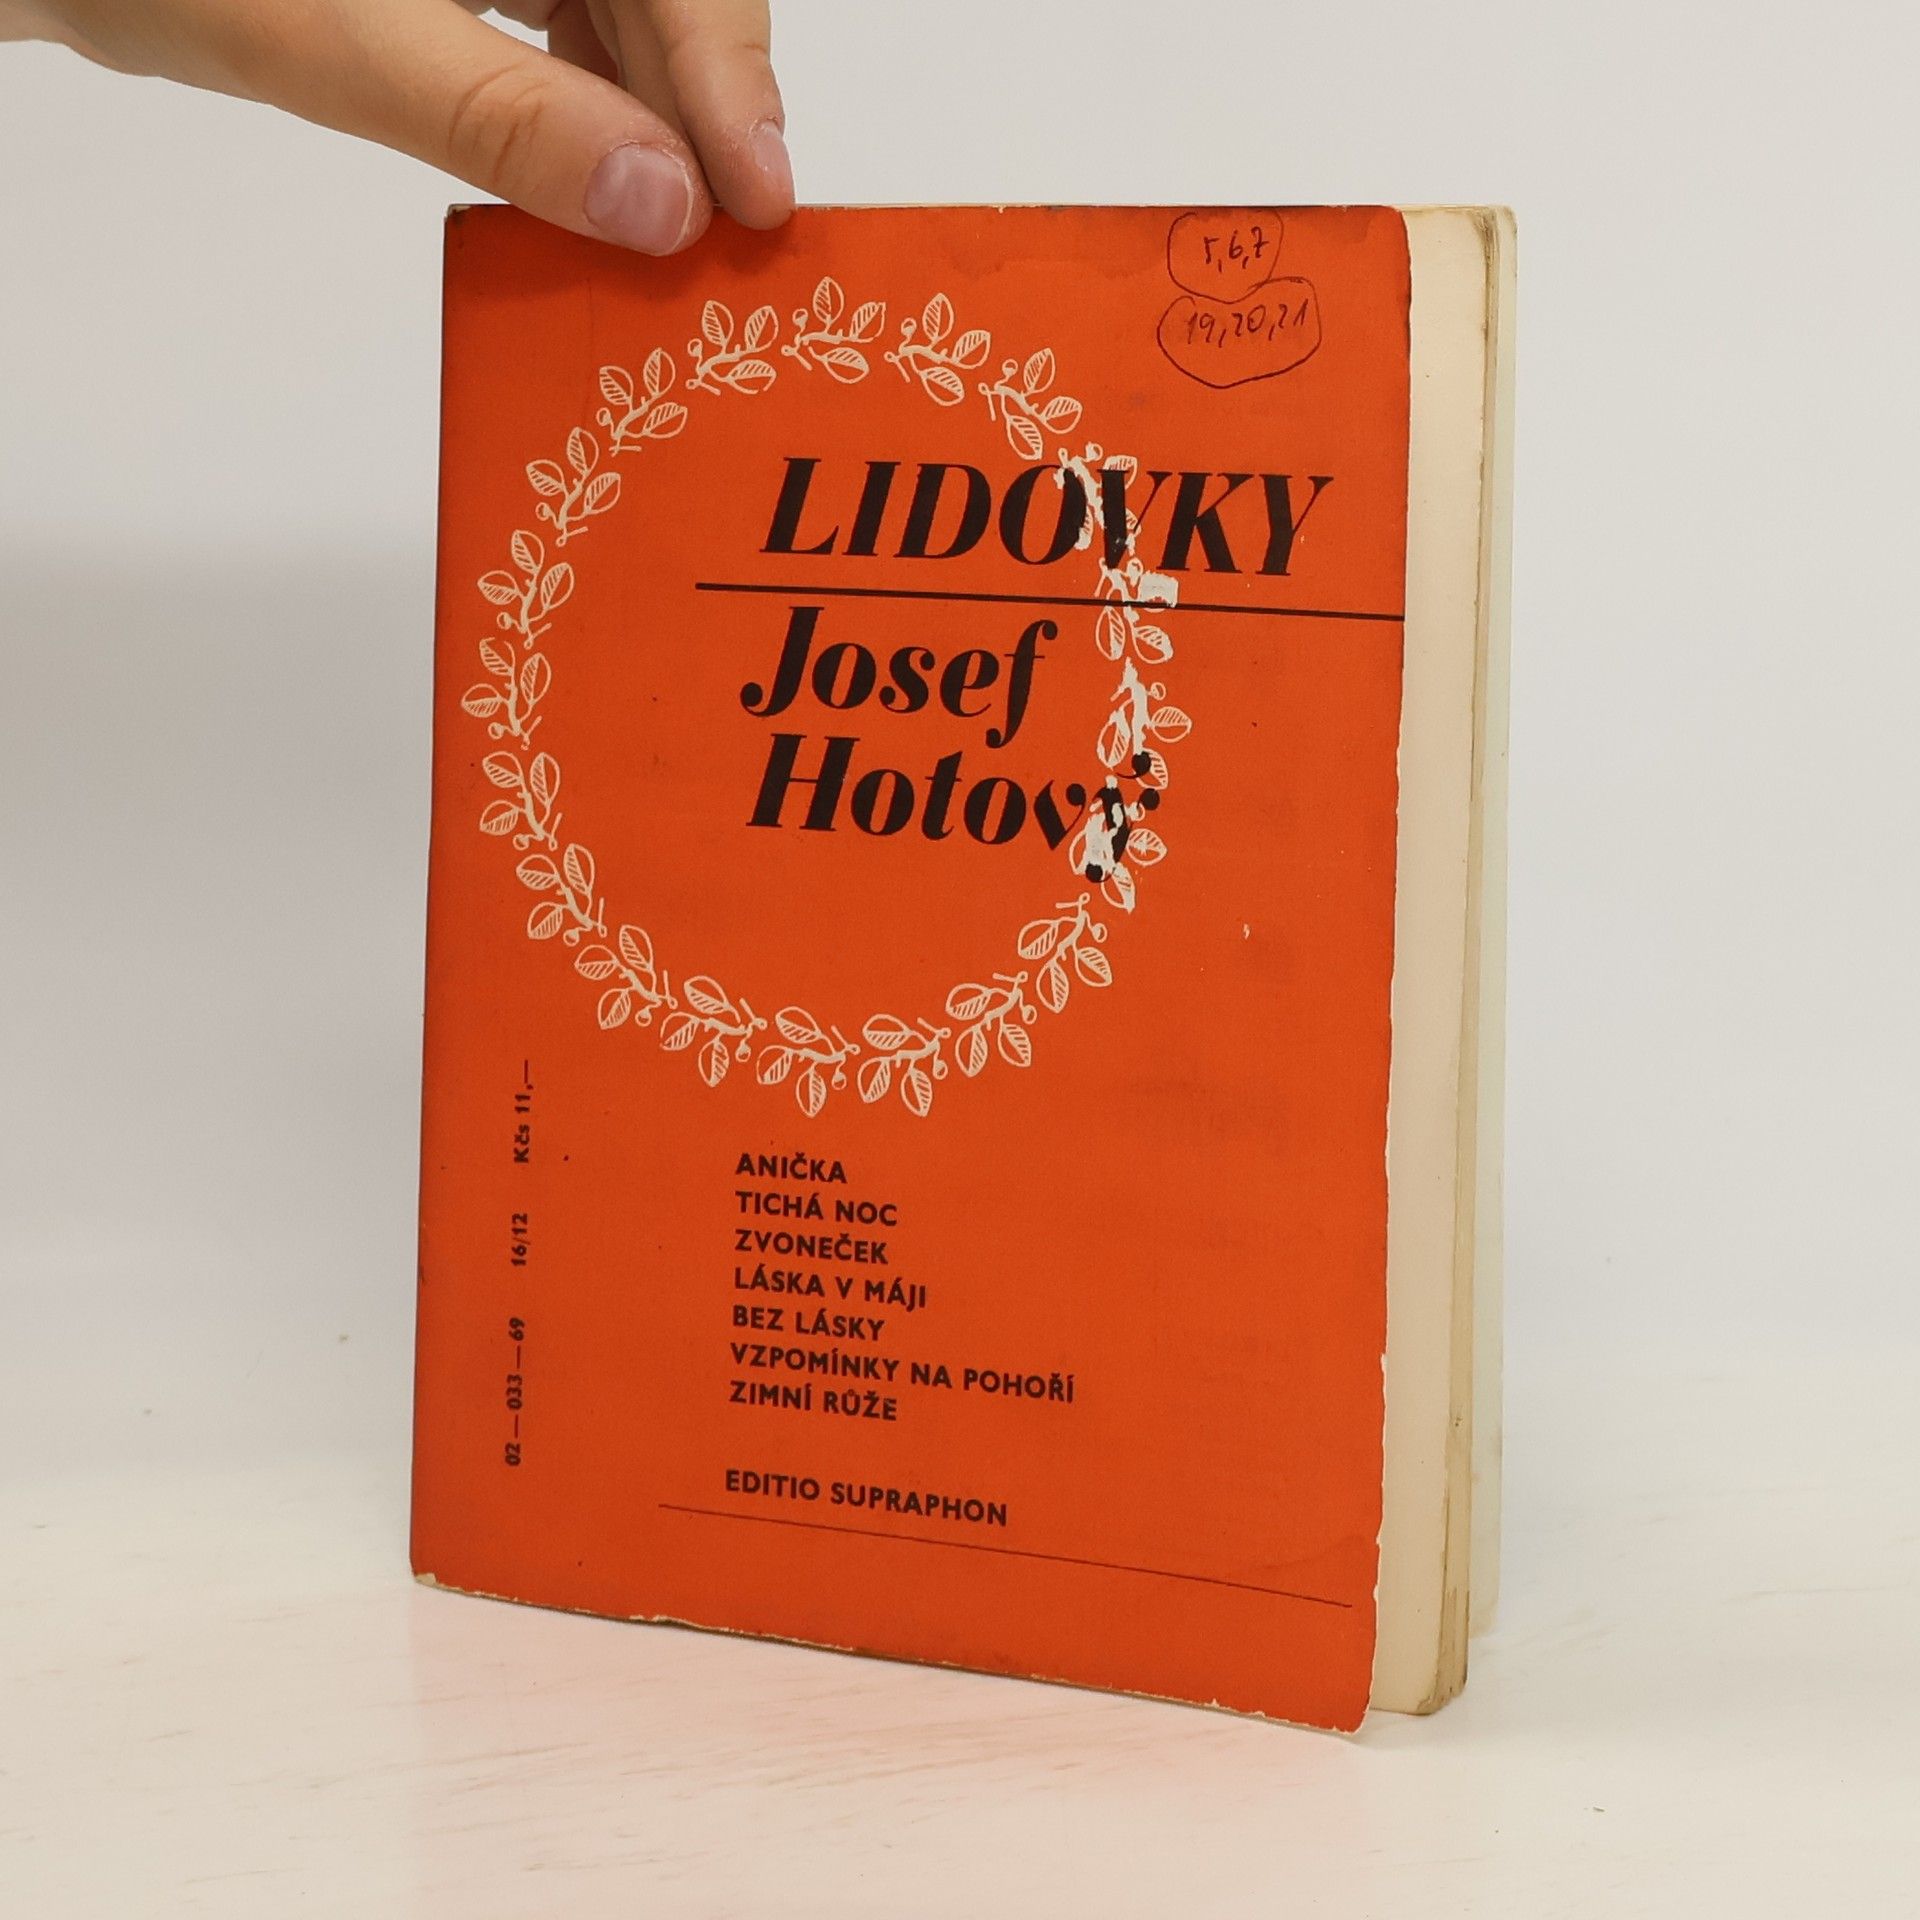 5,6,7
19,20,21
LIDOVKY
Josef
Hotový
ANIČKA
TICHÁ NOC
ZVONEČEK
LÁSKA V MÁJI
BEZ LÁSKY
VZPOMÍNKY NA POHOŘÍ
ZIMNÍ RŮŽE
EDITIO SUPRAPHON
02—033—69 16/12 Kčs 11,—